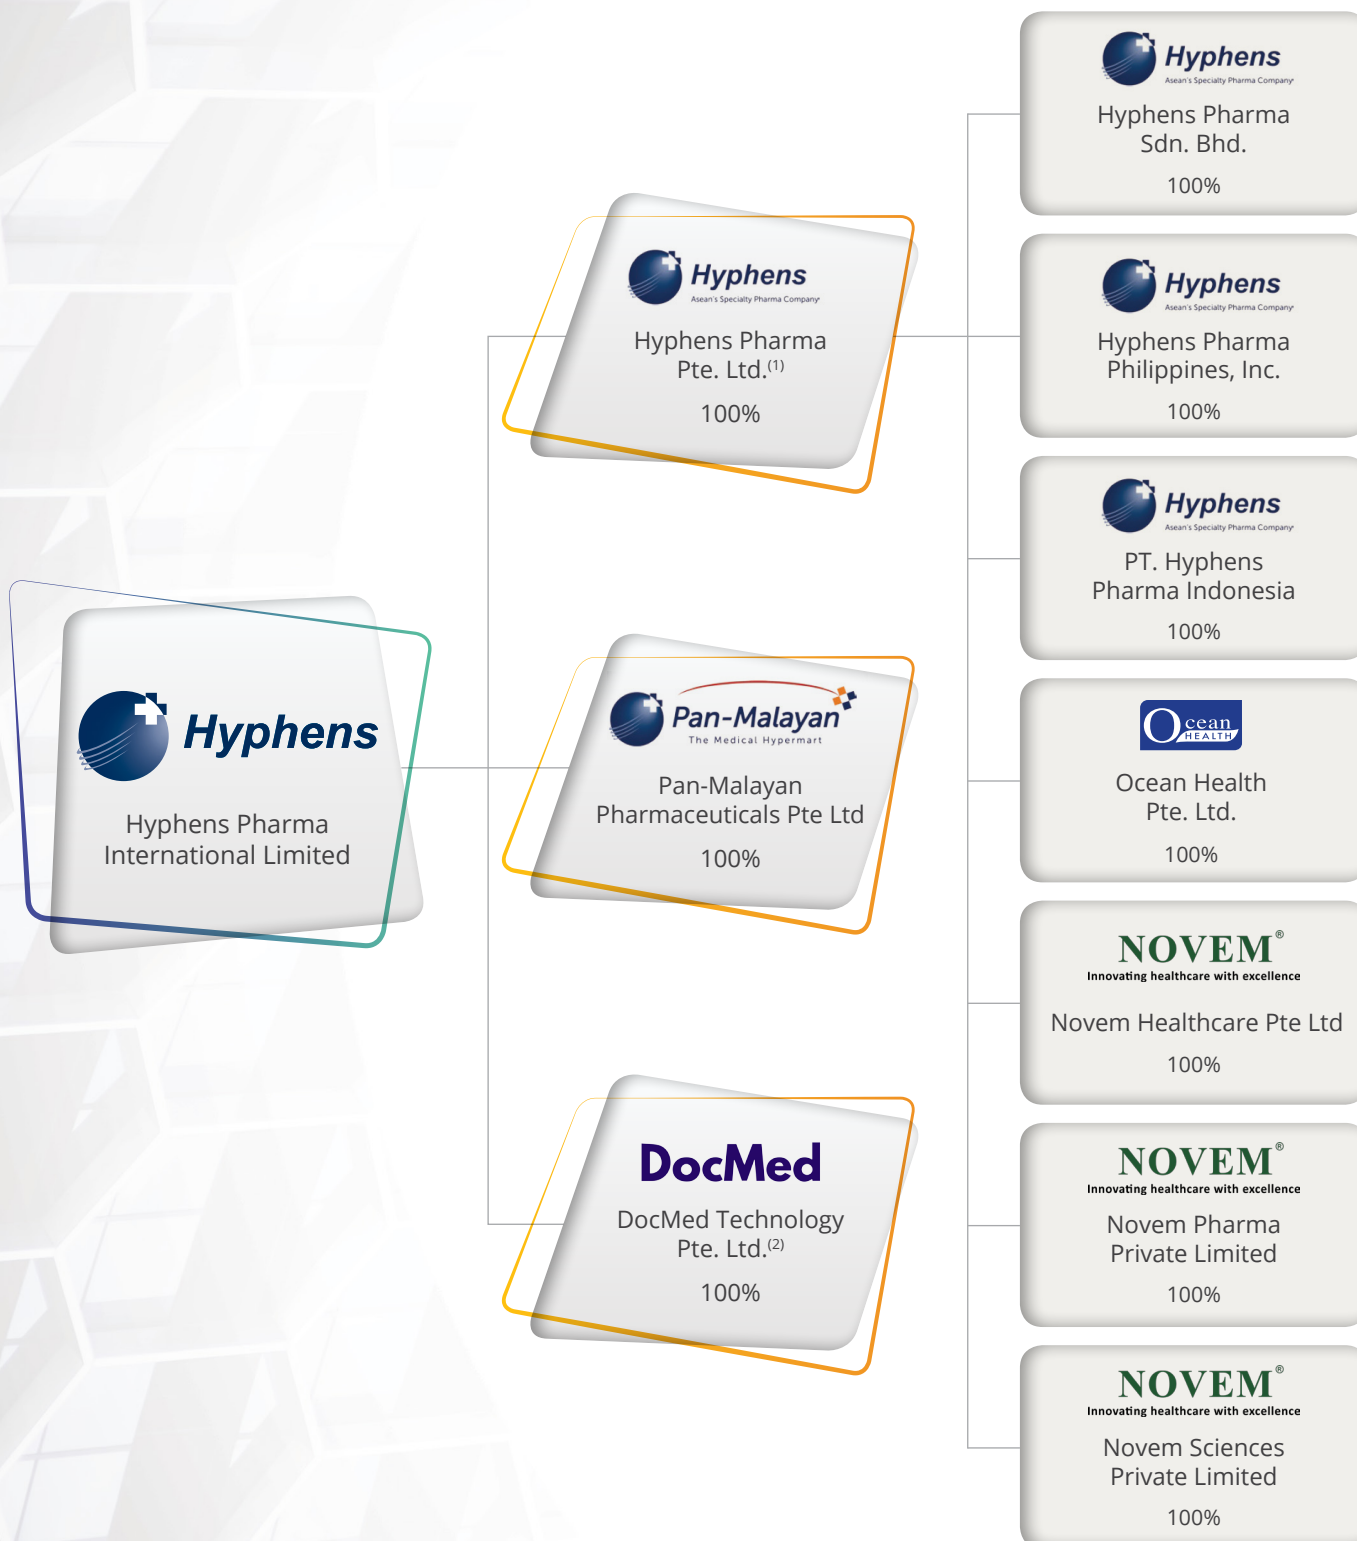 Hyphens
Hyphens Pharma
International Limited
Hyphens
Asean's Specialty Pharma Company
Hyphens Pharma
Pte. Ltd.(1)
100%
Pan-Malayan
The Medical Hypermart
Pan-Malayan
Pharmaceuticals Pte Ltd
100%
DocMed
DocMed Technology
Pte. Ltd.(2)
100%
Hyphens
Asean's Specialty Pharma Company
Hyphens Pharma
Sdn. Bhd.
100%
Hyphens
Asean's Specialty Pharma Company
Hyphens Pharma
Philippines, Inc.
100%
Hyphens
Asean's Specialty Pharma Company
PT. Hyphens
Pharma Indonesia
100%
Ocean
HEALTH
Ocean Health
Pte. Ltd.
100%
NOVEM®
Innovating healthcare with excellence
Novem Healthcare Pte Ltd
100%
NOVEM®
Innovating healthcare with excellence
Novem Pharma
Private Limited
100%
NOVEM®
Innovating healthcare with excellence
Novem Sciences
Private Limited
100%